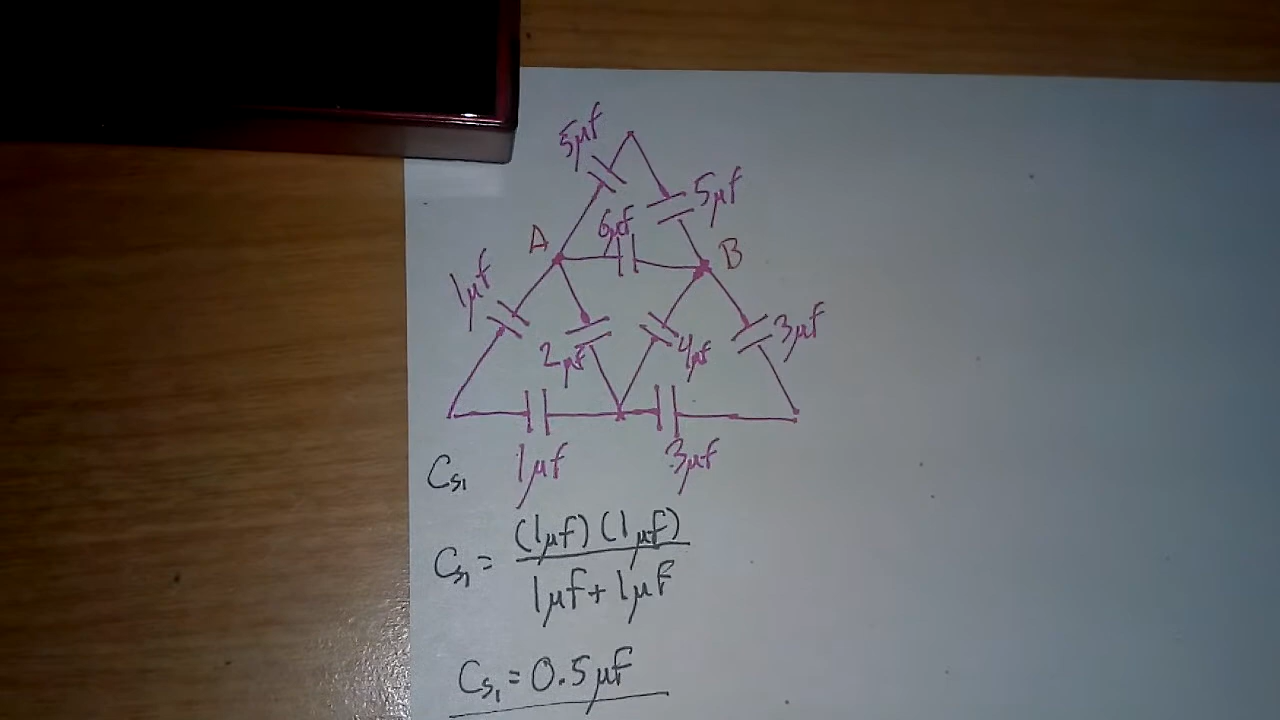 5μf
5μf
6μf
A
B
1μf
3μf
2μf
4μf
1μf
3μf
Cs₁
Cs₁ = (1μf)(1μf)
1μf + 1μf
Cs₁ = 0.5μf